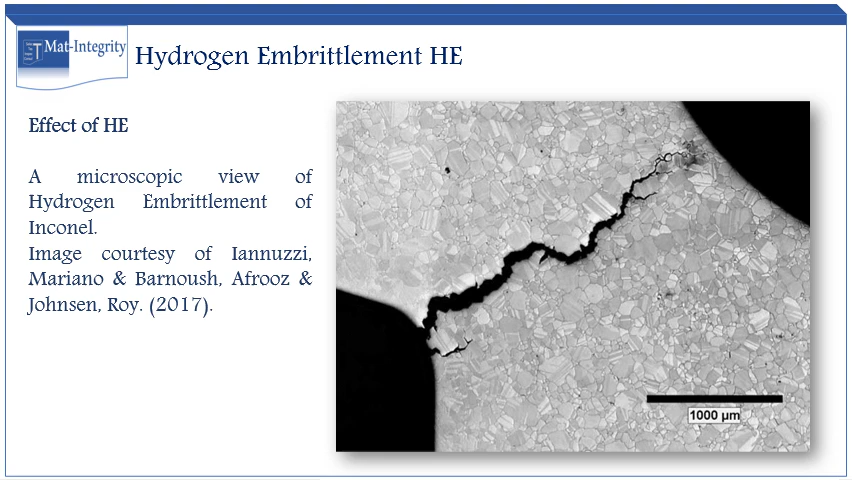 Mat-Integrity
Hydrogen Embrittlement HE
Effect of HE
A microscopic view of
Hydrogen Embrittlement of
Inconel.
Image courtesy of Iannuzzi,
Mariano & Barnoush, Afrooz &
Johnsen, Roy. (2017).
1000 µm